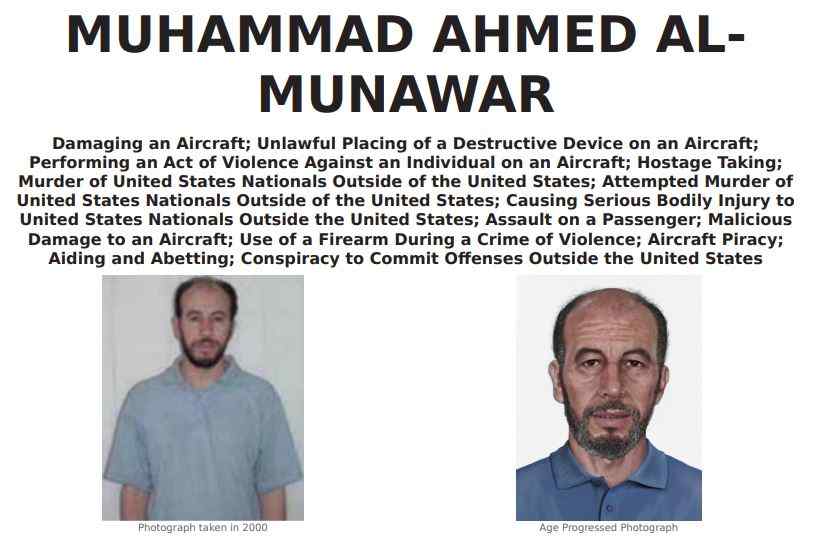 MUHAMMAD AHMED AL-
MUNAWAR
Damaging an Aircraft; Unlawful Placing of a Destructive Device on an Aircraft;
Performing an Act of Violence Against an Individual on an Aircraft; Hostage Taking;
Murder of United States Nationals Outside of the United States; Attempted Murder of
United States Nationals Outside of the United States; Causing Serious Bodily Injury to
United States Nationals Outside the United States; Assault on a Passenger; Malicious
Damage to an Aircraft; Use of a Firearm During a Crime of Violence; Aircraft Piracy;
Aiding and Abetting; Conspiracy to Commit Offenses Outside the United States
Photograph taken in 2000
Age Progressed Photograph